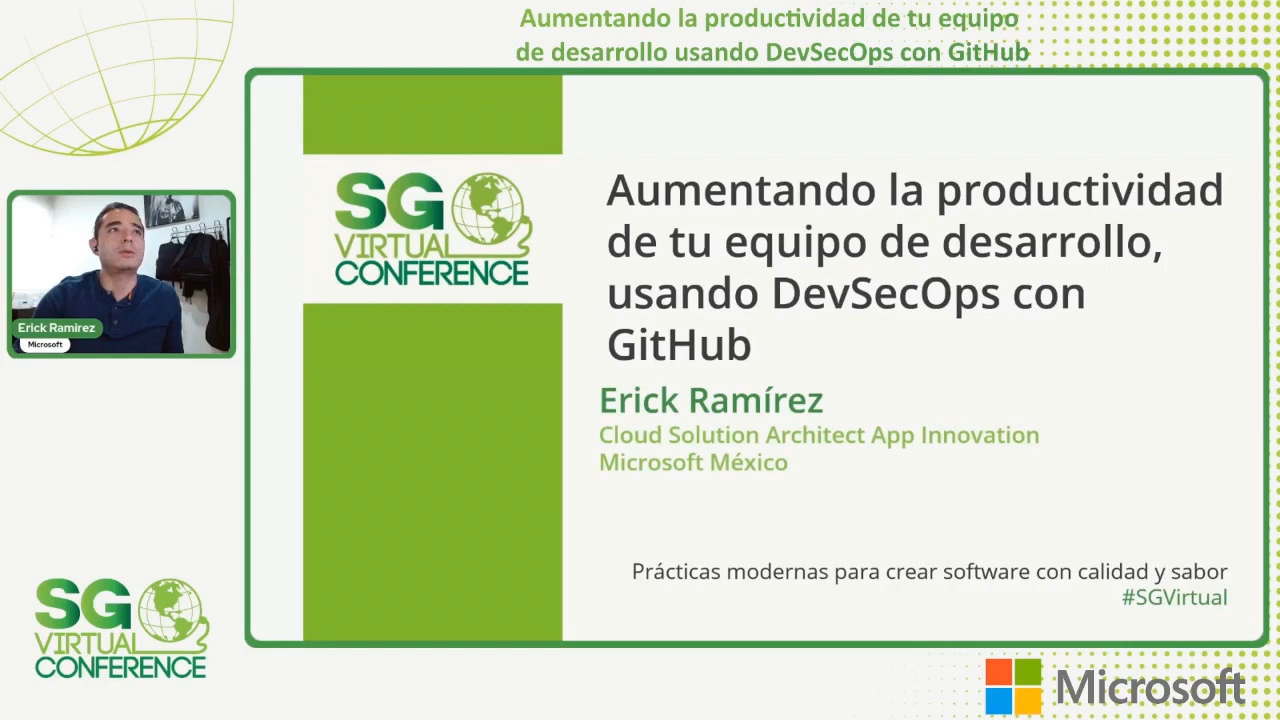 Aumentando la productividad de tu equipo
de desarrollo usando DevSecOps con GitHub
SG
VIRTUAL
CONFERENCE
Aumentando la productividad
de tu equipo de desarrollo,
usando DevSecOps con
GitHub
Erick Ramírez
Cloud Solution Architect App Innovation
Microsoft México
Prácticas modernas para crear software con calidad y sabor
#SGVirtual
Erick Ramirez
Microsoft
SG
VIRTUAL
CONFERENCE
Microsoft